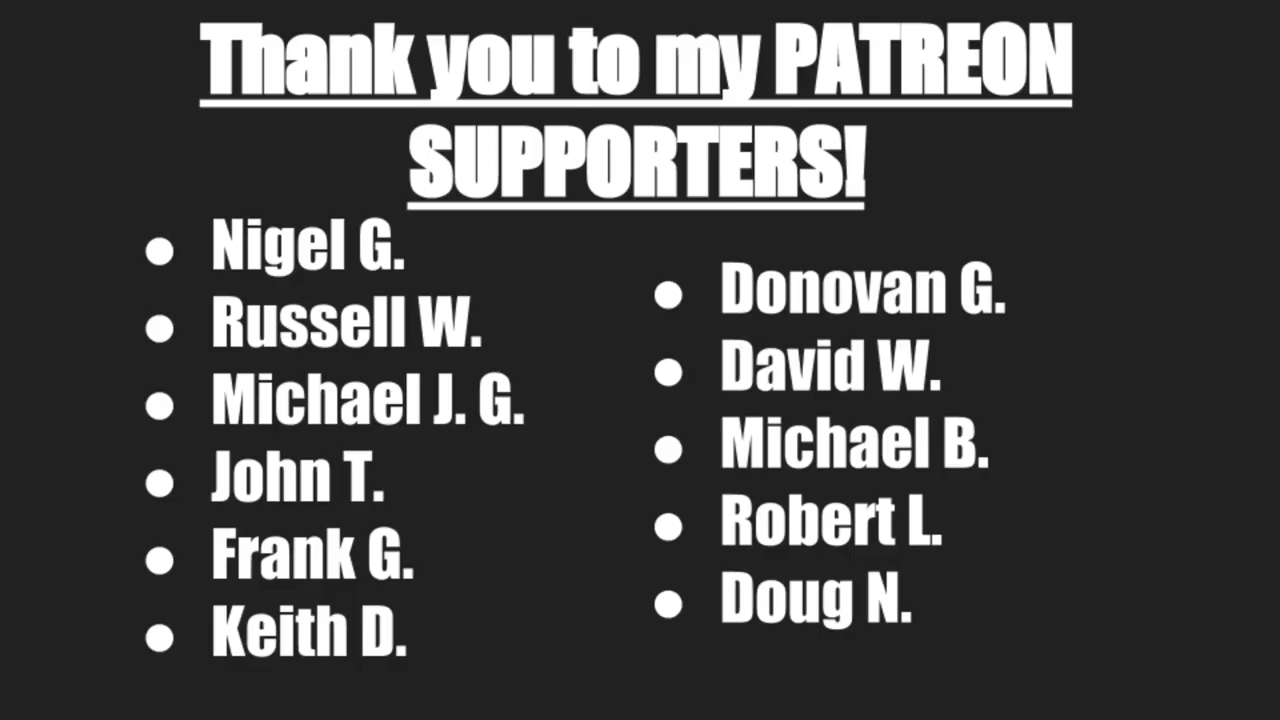 Thank you to my PATREON
SUPPORTERS!
● Nigel G.
● Russell W.
● Michael J. G.
● John T.
● Frank G.
● Keith D.
● Donovan G.
● David W.
● Michael B.
● Robert L.
● Doug N.